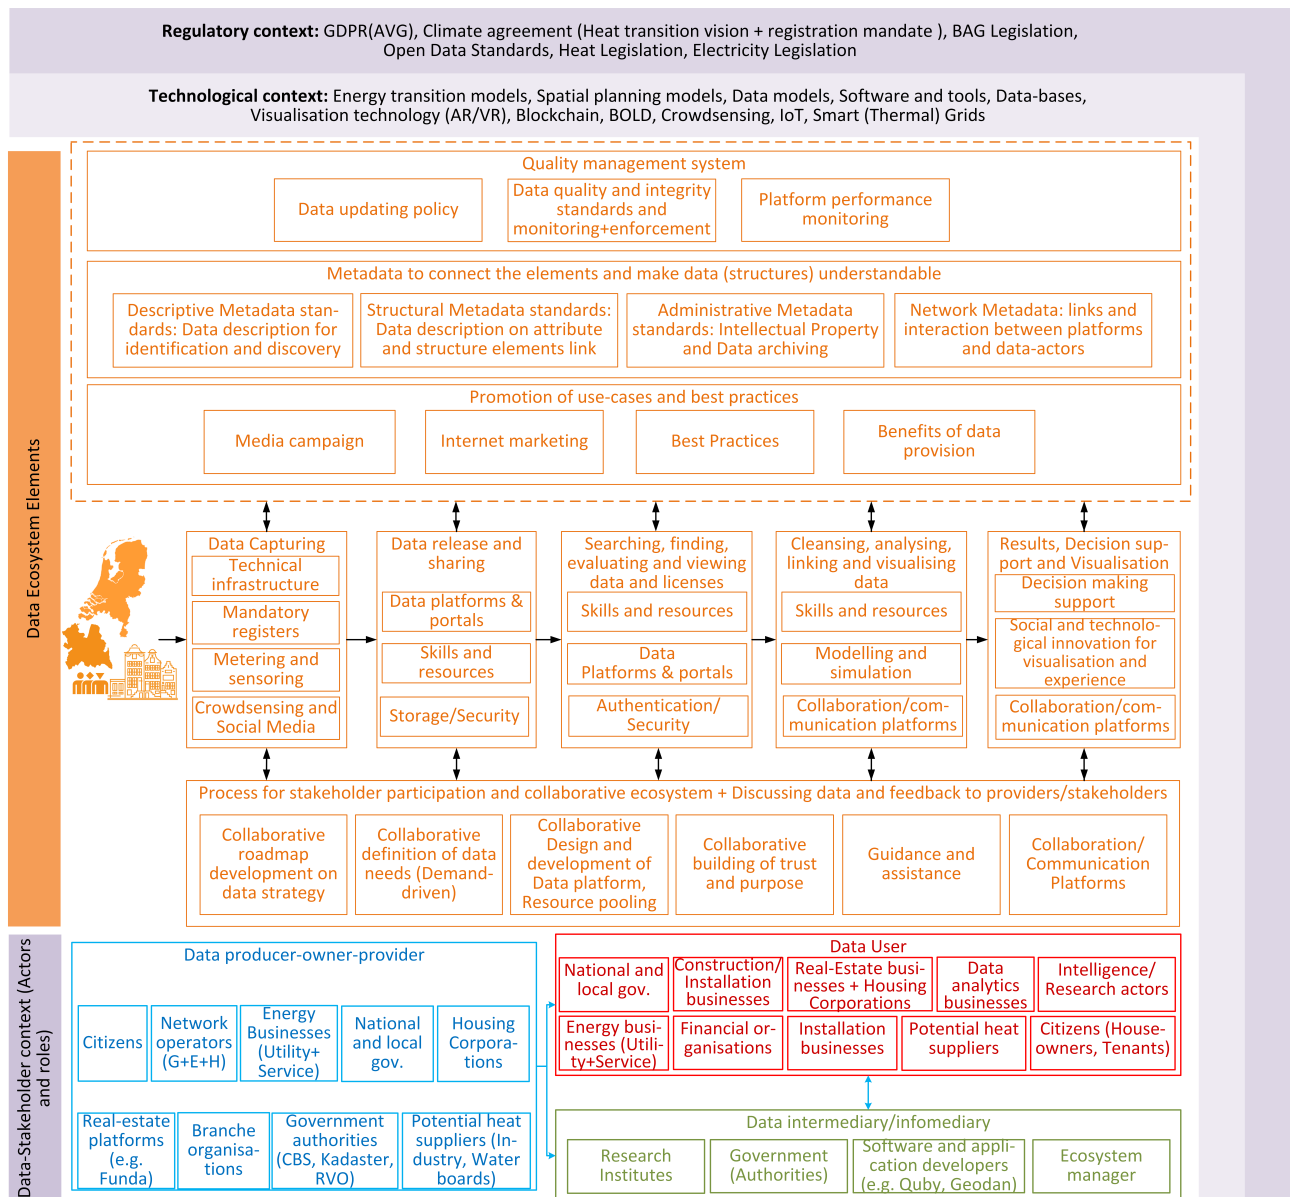 Regulatory context: GDPR(AVG), Climate agreement (Heat transition vision + registration mandate ), BAG Legislation,
Open Data Standards, Heat Legislation, Electricity Legislation
Technological context: Energy transition models, Spatial planning models, Data models, Software and tools, Data-bases,
Visualisation technology (AR/VR), Blockchain, BOLD, Crowdsensing, IoT, Smart (Thermal) Grids
Data Ecosystem Elements
Quality management system
Data updating policy
Data quality and integrity
standards and
monitoring+enforcement
Platform performance
monitoring
Metadata to connect the elements and make data (structures) understandable
Descriptive Metadata stan-
dards: Data description for
identification and discovery
Structural Metadata standards:
Data description on attribute
and structure elements link
Administrative Metadata
standards: Intellectual Property
and Data archiving
Network Metadata: links and
interaction between platforms
and data-actors
Promotion of use-cases and best practices
Media campaign
Internet marketing
Best Practices
Benefits of data
provision
Data Capturing
Technical
infrastructure
Mandatory
registers
Metering and
sensoring
Crowdsensing and
Social Media
Data release and
sharing
Data platforms &
portals
Skills and
resources
Storage/Security
Searching, finding,
evaluating and viewing
data and licenses
Skills and resources
Data
Platforms & portals
Authentication/
Security
Cleansing, analysing,
linking and visualising
data
Skills and resources
Modelling and
simulation
Collaboration/com-
munication platforms
Results, Decision sup-
port and Visualisation
Decision making
support
Social and technolo-
gical innovation for
visualisation and
experience
Collaboration/com-
munication platforms
Process for stakeholder participation and collaborative ecosystem + Discussing data and feedback to providers/stakeholders
Collaborative
roadmap
development on
data strategy
Collaborative
definition of data
needs (Demand-
driven)
Collaborative
Design and
development of
Data platform,
Resource pooling
Collaborative
building of trust
and purpose
Guidance and
assistance
Collaboration/
Communication
Platforms
Data-Stakeholder context (Actors
and roles)
Data producer-owner-provider
Citizens
Network
operators
(G+E+H)
Energy
Businesses
(Utility+
Service)
National
and local
gov.
Housing
Corpora-
tions
Real-estate
platforms
(e.g.
Funda)
Branche
organisa-
tions
Government
authorities
(CBS, Kadaster,
RVO)
Potential heat
suppliers (In-
dustry, Water
boards)
Data User
National and
local gov.
Construction/
Installation
businesses
Real-Estate busi-
nesses + Housing
Corporations
Data
analytics
businesses
Intelligence/
Research actors
Energy busi-
nesses (Utili-
ty+Service)
Financial or-
ganisations
Installation
businesses
Potential heat
suppliers
Citizens (House-
owners, Tenants)
Data intermediary/infomediary
Research
Institutes
Government
(Authorities)
Software and appli-
cation developers
(e.g. Quby, Geodan)
Ecosystem
manager